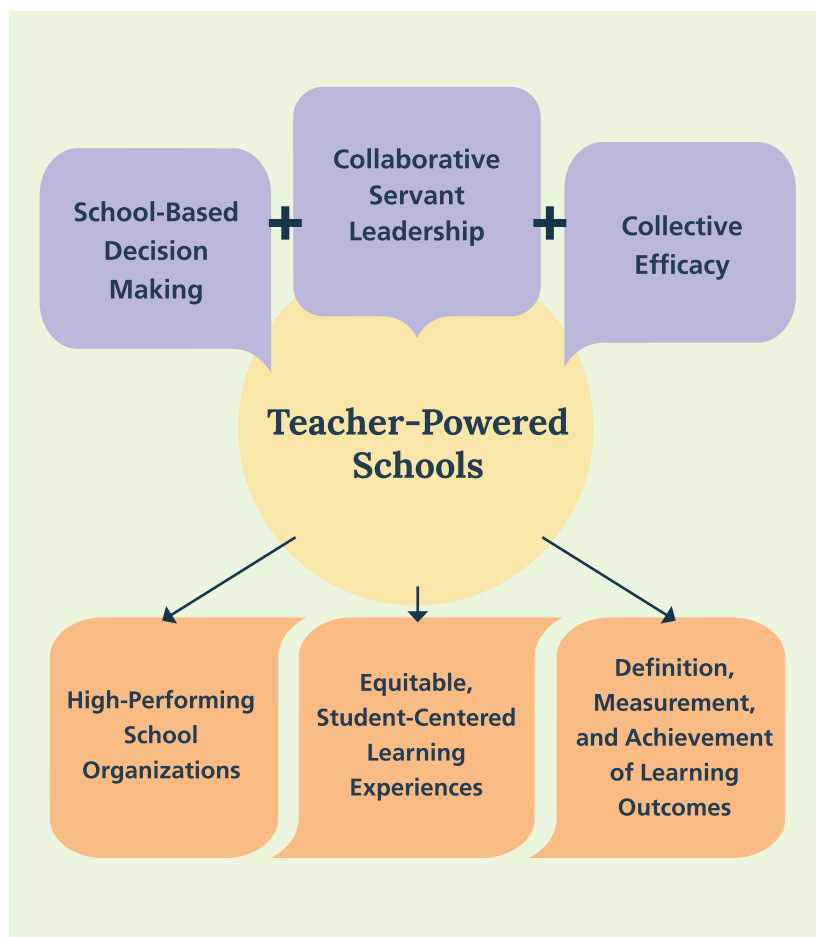 School-Based
Decision
Making
+
Collaborative
Servant
Leadership
+
Collective
Efficacy
Teacher-Powered
Schools
High-Performing
School
Organizations
Equitable,
Student-Centered
Learning
Experiences
Definition,
Measurement,
and Achievement
of Learning
Outcomes